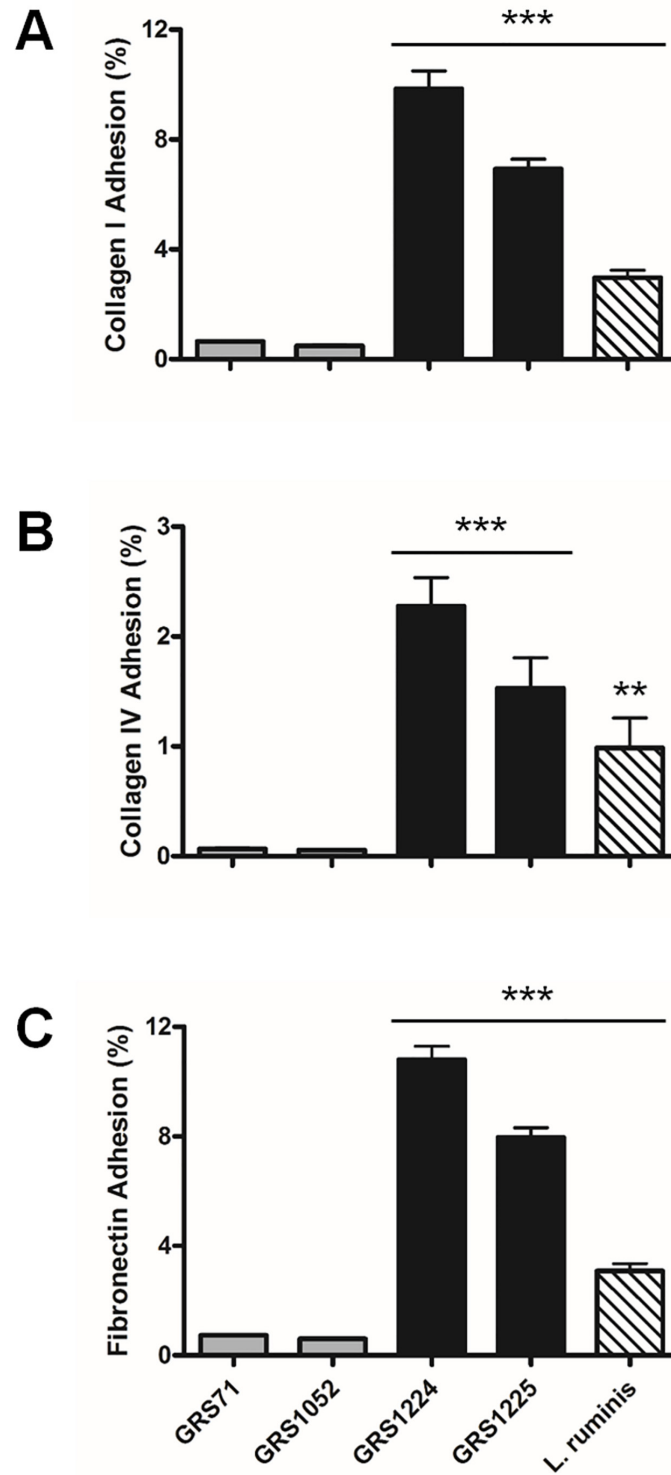 A
***
Collagen I Adhesion (%)
12
8
4
0
B
***
**
Collagen IV Adhesion (%)
3
2
1
0
C
***
Fibronectin Adhesion (%)
12
8
4
0
GRS71
GRS1052
GRS1224
GRS1225
L. ruminis